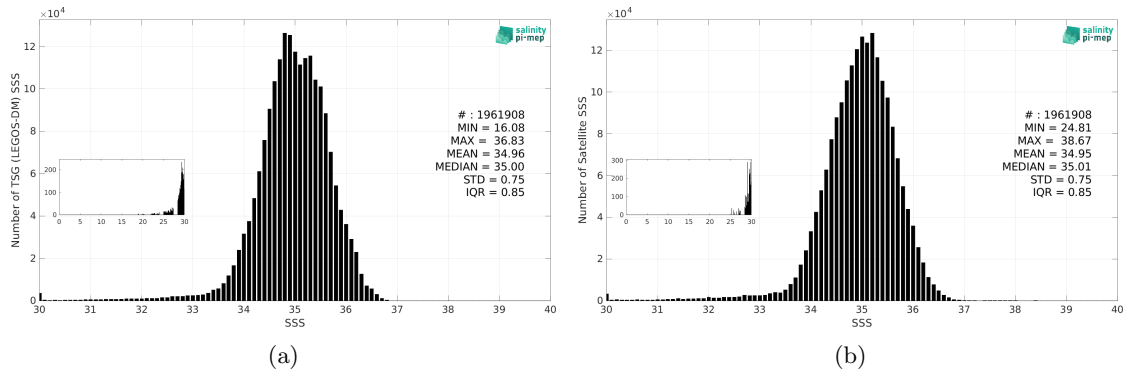 ×10⁴
salinity
pi-mep
Number of TSG (LEGOS-DM) SSS
14
12
10
8
6
4
2
0
# : 1961908
MIN = 16.08
MAX = 36.83
MEAN = 34.96
MEDIAN = 35.00
STD = 0.75
IQR = 0.85
200
100
0
0 5 10 15 20 25 30
30 31 32 33 34 35 36 37 38 39 40
SSS
(a)
×10⁴
salinity
pi-mep
Number of Satellite SSS
12
10
8
6
4
2
0
# : 1961908
MIN = 24.81
MAX = 38.67
MEAN = 34.95
MEDIAN = 35.01
STD = 0.75
IQR = 0.85
300
200
100
0
0 5 10 15 20 25 30
30 31 32 33 34 35 36 37 38 39 40
SSS
(b)